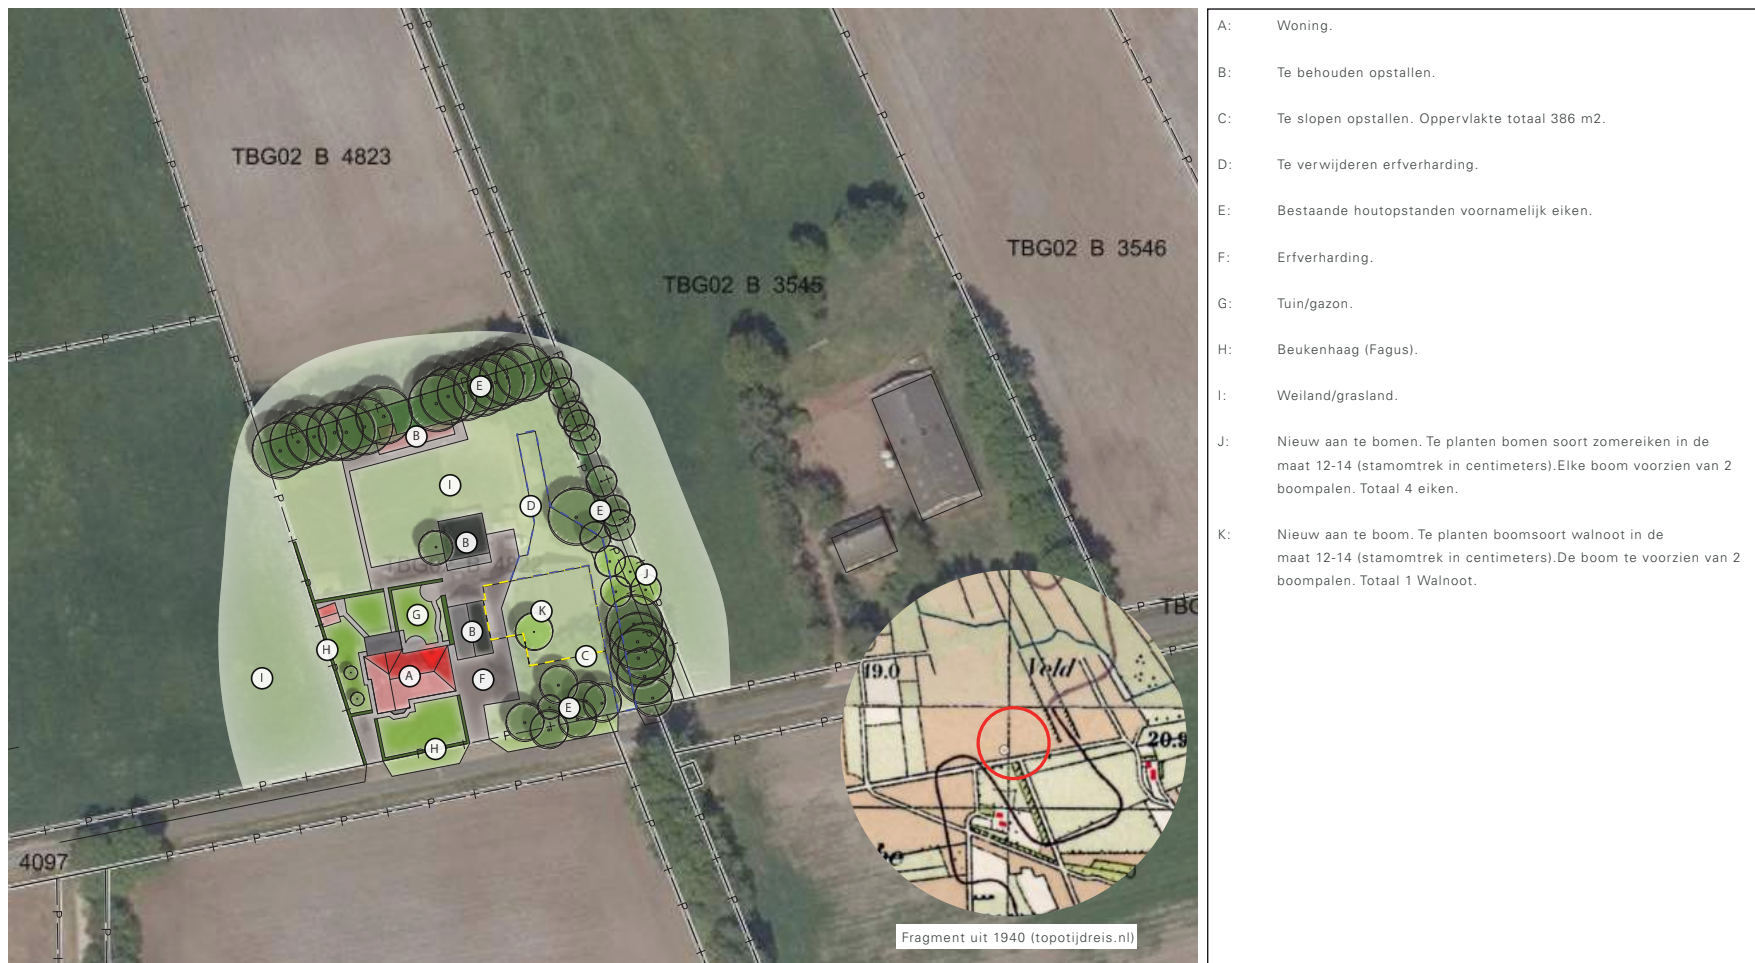 TBG02 B 4823
TBG02 B 3545
TBG02 B 3546
TBG02 B 4822
TBG
4097
E
B
I
D
E
B
J
K
G
B
H
C
A
F
I
E
H
19.0
Veld
20.9
be
Fragment uit 1940 (topotijdreis.nl)
A: Woning.
B: Te behouden opstallen.
C: Te slopen opstallen. Oppervlakte totaal 386 m2.
D: Te verwijderen erfverharding.
E: Bestaande houtopstanden voornamelijk eiken.
F: Erfverharding.
G: Tuin/gazon.
H: Beukenhaag (Fagus).
I: Weiland/grasland.
J: Nieuw aan te bomen. Te planten bomen soort zomereiken in de
maat 12-14 (stamomtrek in centimeters).Elke boom voorzien van 2
boompalen. Totaal 4 eiken.
K: Nieuw aan te boom. Te planten boomsoort walnoot in de
maat 12-14 (stamomtrek in centimeters).De boom te voorzien van 2
boompalen. Totaal 1 Walnoot.